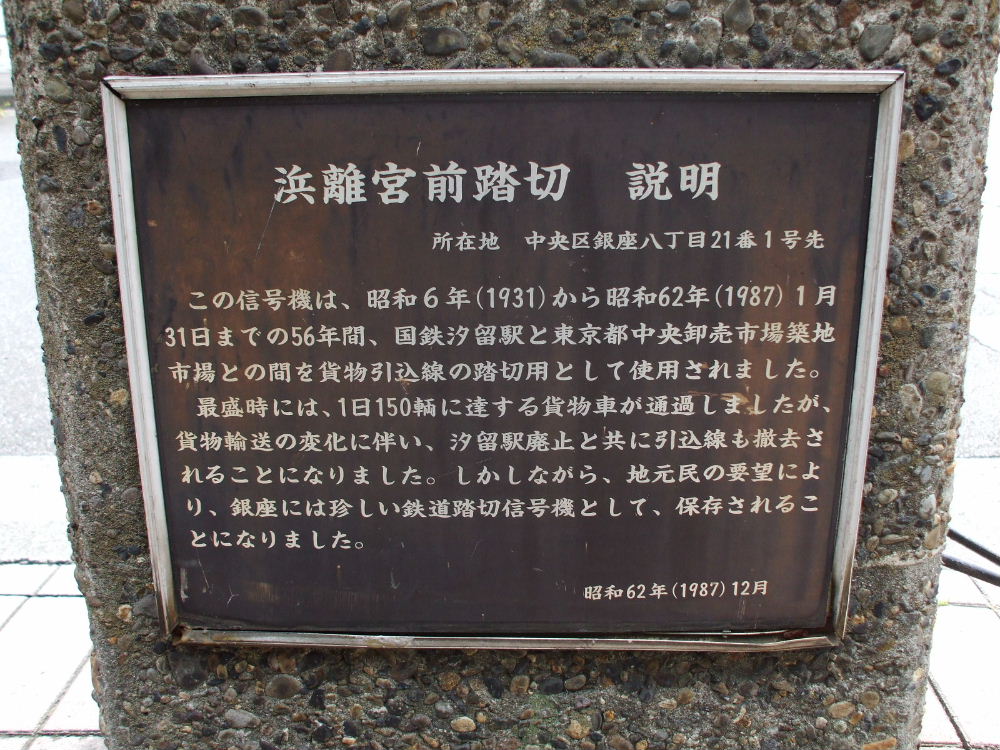 浜離宮前踏切　説明
所在地　中央区銀座八丁目21番1号先
この信号機は、昭和6年(1931)から昭和62年(1987)1月
31日までの56年間、国鉄汐留駅と東京都中央卸売市場築地
市場との間を貨物引込線の踏切用として使用されました。
最盛時には、1日150輌に達する貨物車が通過しましたが、
貨物輸送の変化に伴い、汐留駅廃止と共に引込線も撤去さ
れることになりました。しかしながら、地元民の要望によ
り、銀座には珍しい鉄道踏切信号機として、保存されるこ
とになりました。
昭和62年(1987)12月